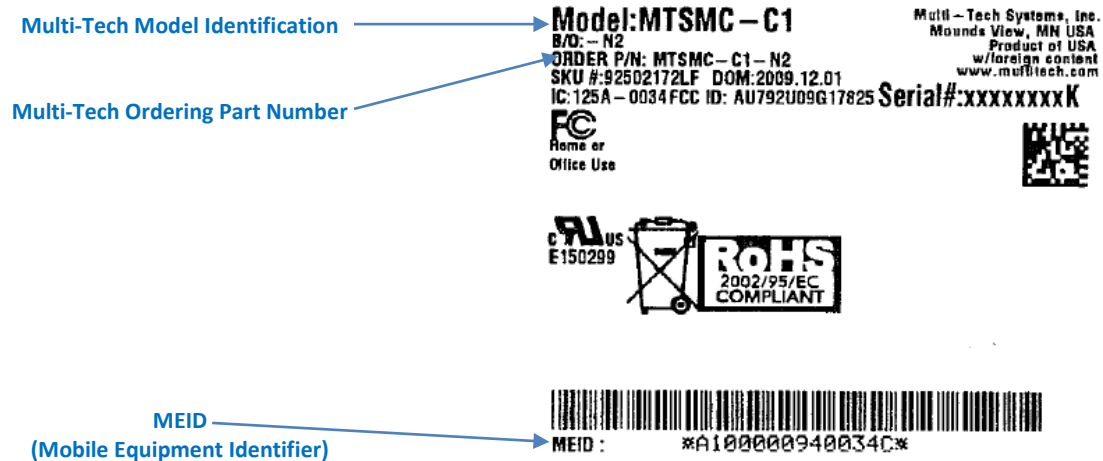 Multi-Tech Model Identification
Multi-Tech Ordering Part Number
Model:MTSMC-C1
B/O:-N2
ORDER P/N: MTSMC-C1-N2
SKU #:92502172LF DOM:2009.12.01
IC:125A-0034 FCC ID: AU792U09G17825 Serial#:xxxxxxxxK
Multi-Tech Systems, Inc.
Mounds View, MN USA
Product of USA
w/foreign content
www.multitech.com
FC
Home or
Office Use
C RU US
E150299
RoHS
2002/95/EC
COMPLIANT
MEID
(Mobile Equipment Identifier)
MEID : *A100000940034C*